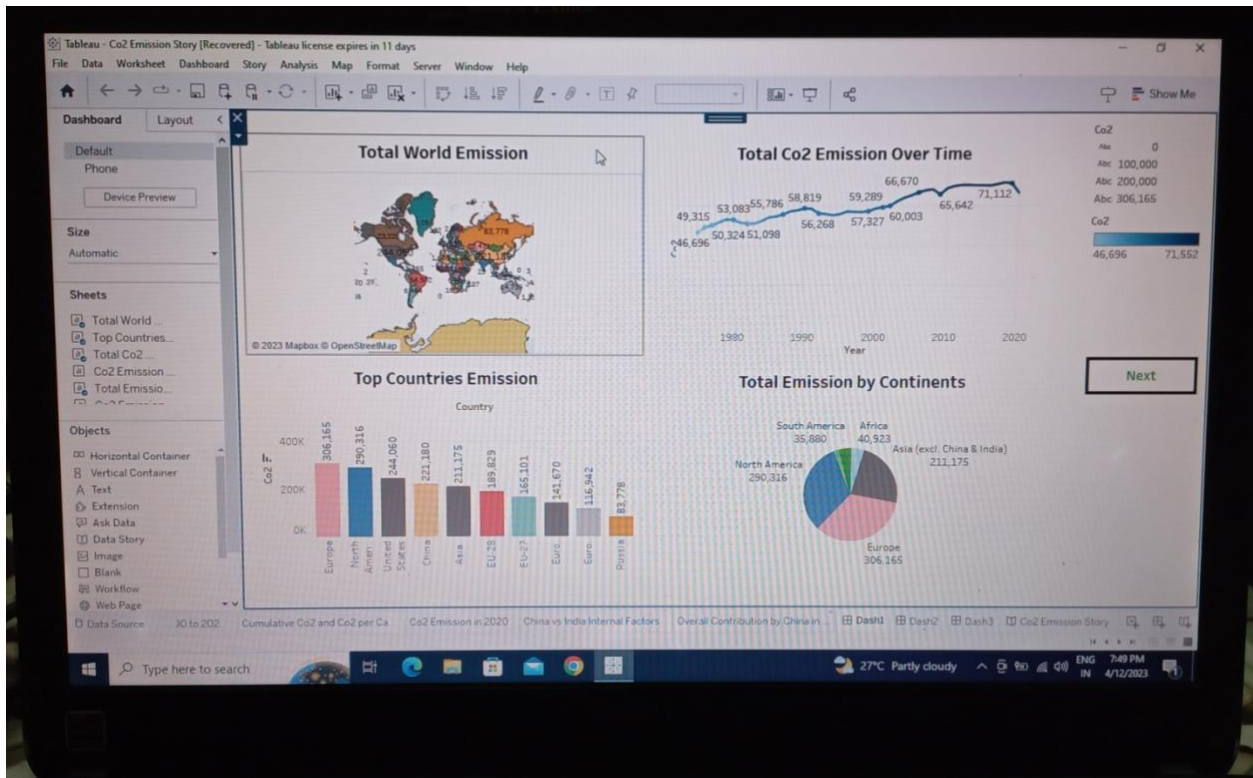 Tableau - Co2 Emission Story [Recovered] - Tableau license expires in 11 days
File Data Worksheet Dashboard Story Analysis Map Format Server Window Help
Show Me
Dashboard Layout
Default
Phone
Device Preview
Size
Automatic
Sheets
Total World ...
Top Countries...
Total Co2 ...
Co2 Emission ...
Total Emissio...
Objects
Horizontal Container
Vertical Container
A Text
Extension
Ask Data
Data Story
Image
Blank
Workflow
Web Page
Total World Emission
83,778
© 2023 Mapbox © OpenStreetMap
Total Co2 Emission Over Time
49,315 53,083 55,786 58,819 59,289 66,670 71,112
46,696 50,324 51,098 56,268 57,327 60,003 65,642
1980 1990 2000 2010 2020
Year
Co2
Abc 0
Abc 100,000
Abc 200,000
Abc 306,165
Co2
46,696 71,552
Next
Top Countries Emission
Country
Co2
400K
200K
0K
306,165 290,316 244,060 221,180 211,175 189,829 165,101 141,670 116,942 83,778
Europe North Ameri United States China Asia EU-28 EU-27 Euro. Euro. Russia
Total Emission by Continents
South America
35,880
Africa
40,923
Asia (excl. China & India)
211,175
North America
290,316
Europe
306,165
Data Source 00 to 202 Cumulative Co2 and Co2 per Ca Co2 Emission in 2020 China vs India Internal Factors Overall Contribution by China in ... Dash1 Dash2 Dash3 Co2 Emission Story
Type here to search
27°C Partly cloudy
ENG
IN
7:49 PM
4/12/2023